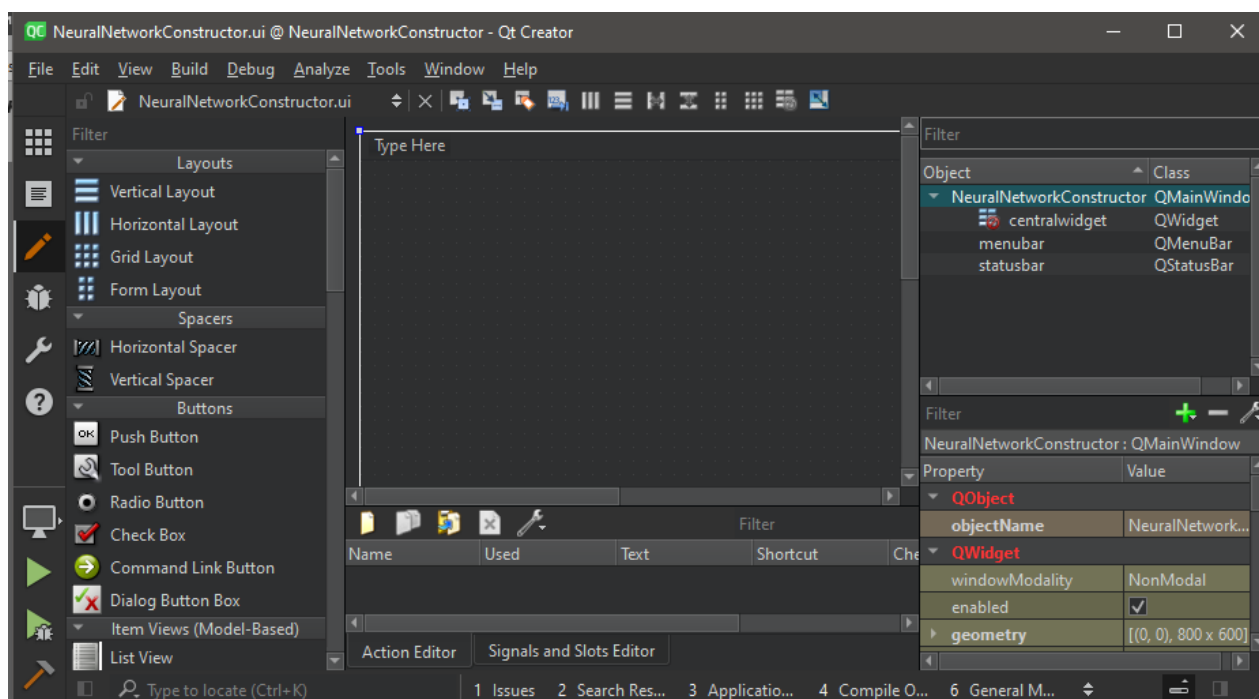 QC NeuralNetworkConstructor.ui @ NeuralNetworkConstructor - Qt Creator
File Edit View Build Debug Analyze Tools Window Help
NeuralNetworkConstructor.ui
Filter
Layouts
Vertical Layout
Horizontal Layout
Grid Layout
Form Layout
Spacers
Horizontal Spacer
Vertical Spacer
Buttons
OK Push Button
Tool Button
Radio Button
Check Box
Command Link Button
Dialog Button Box
Item Views (Model-Based)
List View
Type Here
Filter
Name Used Text Shortcut Che
Action Editor Signals and Slots Editor
Filter
Object Class
NeuralNetworkConstructor QMainWindo
centralwidget QWidget
menubar QMenuBar
statusbar QStatusBar
Filter
NeuralNetworkConstructor : QMainWindow
Property Value
QObject
objectName NeuralNetwork...
QWidget
windowModality NonModal
enabled
geometry [(0, 0), 800 x 600]
Type to locate (Ctrl+K) 1 Issues 2 Search Res... 3 Applicatio... 4 Compile O... 6 General M...